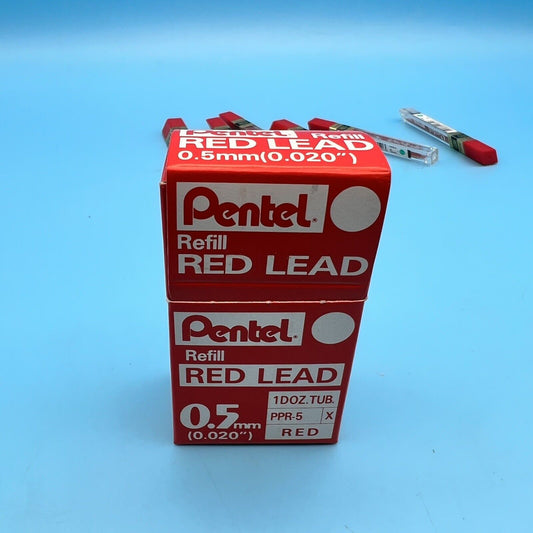 Pentel Refill
RED LEAD
0.5mm(0.020")
Pentel®
Refill
RED LEAD
Pentel®
Refill
RED LEAD
0.5mm
(0.020")
1DOZ.TUB.
PPR-5 X
RED